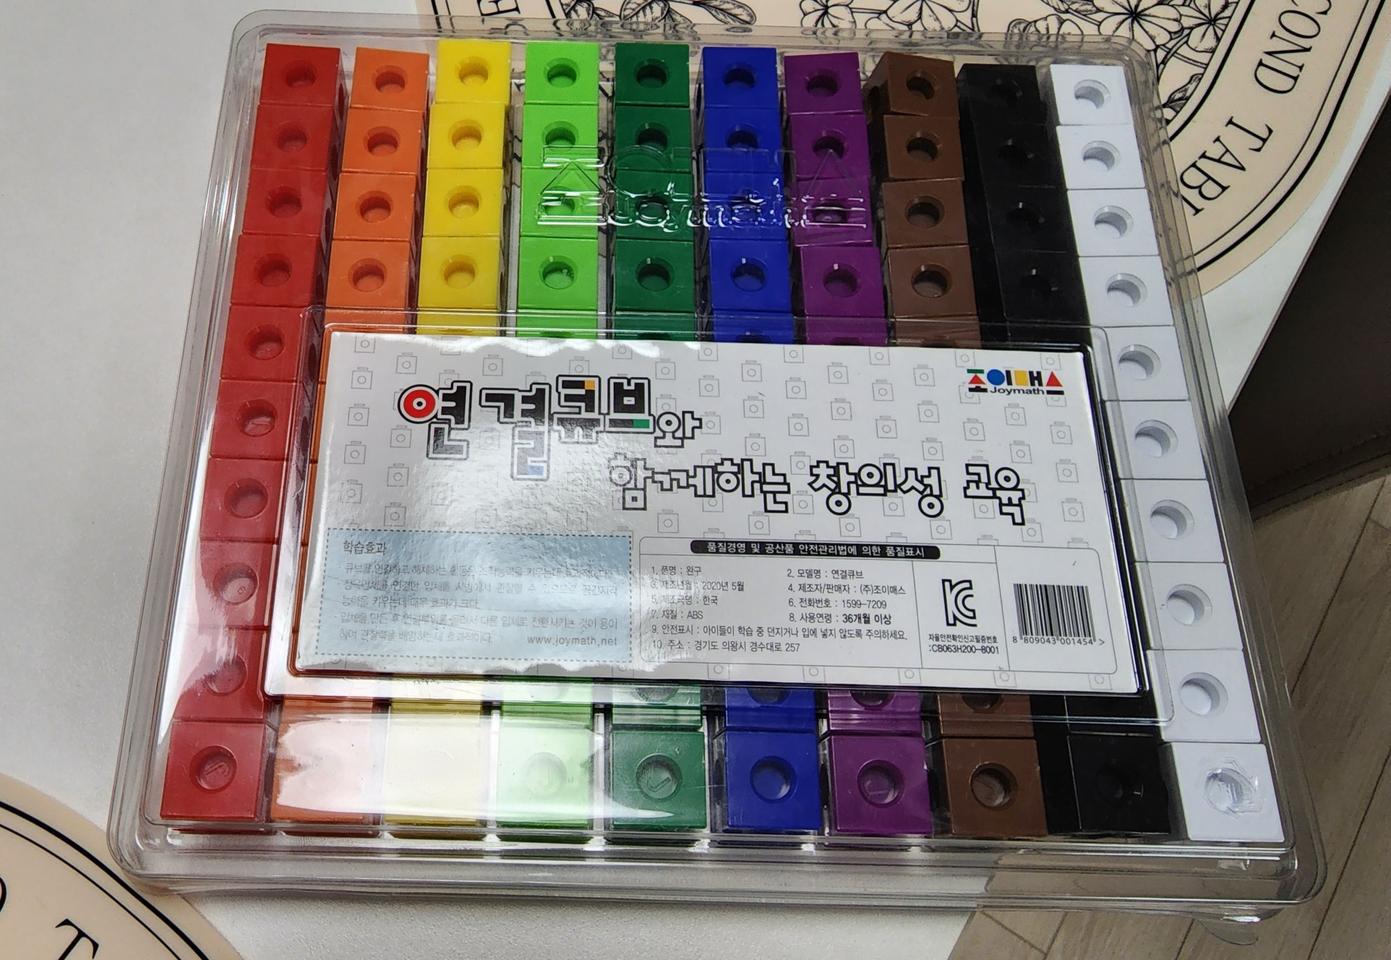 COND TABL
조이매스
Joymath
연결큐브와
함께하는 창의성 교육
학습효과
www.joymath.net
품질경영 및 공산품 안전관리법에 의한 품질표시
1. 품명 : 완구
2. 모델명 : 연결큐브
3. 제조년월 : 2020년 5월
4. 제조자/판매자 : (주)조이매스
5. 제조국명 : 한국
6. 전화번호 : 1599-7209
7. 재질 : ABS
8. 사용연령 : 36개월 이상
9. 안전표시 : 아이들이 학습 중 던지거나 입에 넣지 않도록 주의하세요.
10. 주소 : 경기도 의왕시 경수대로 257
자율안전확인신고필증번호
:CB063H200-8001
8 809043 001454 >